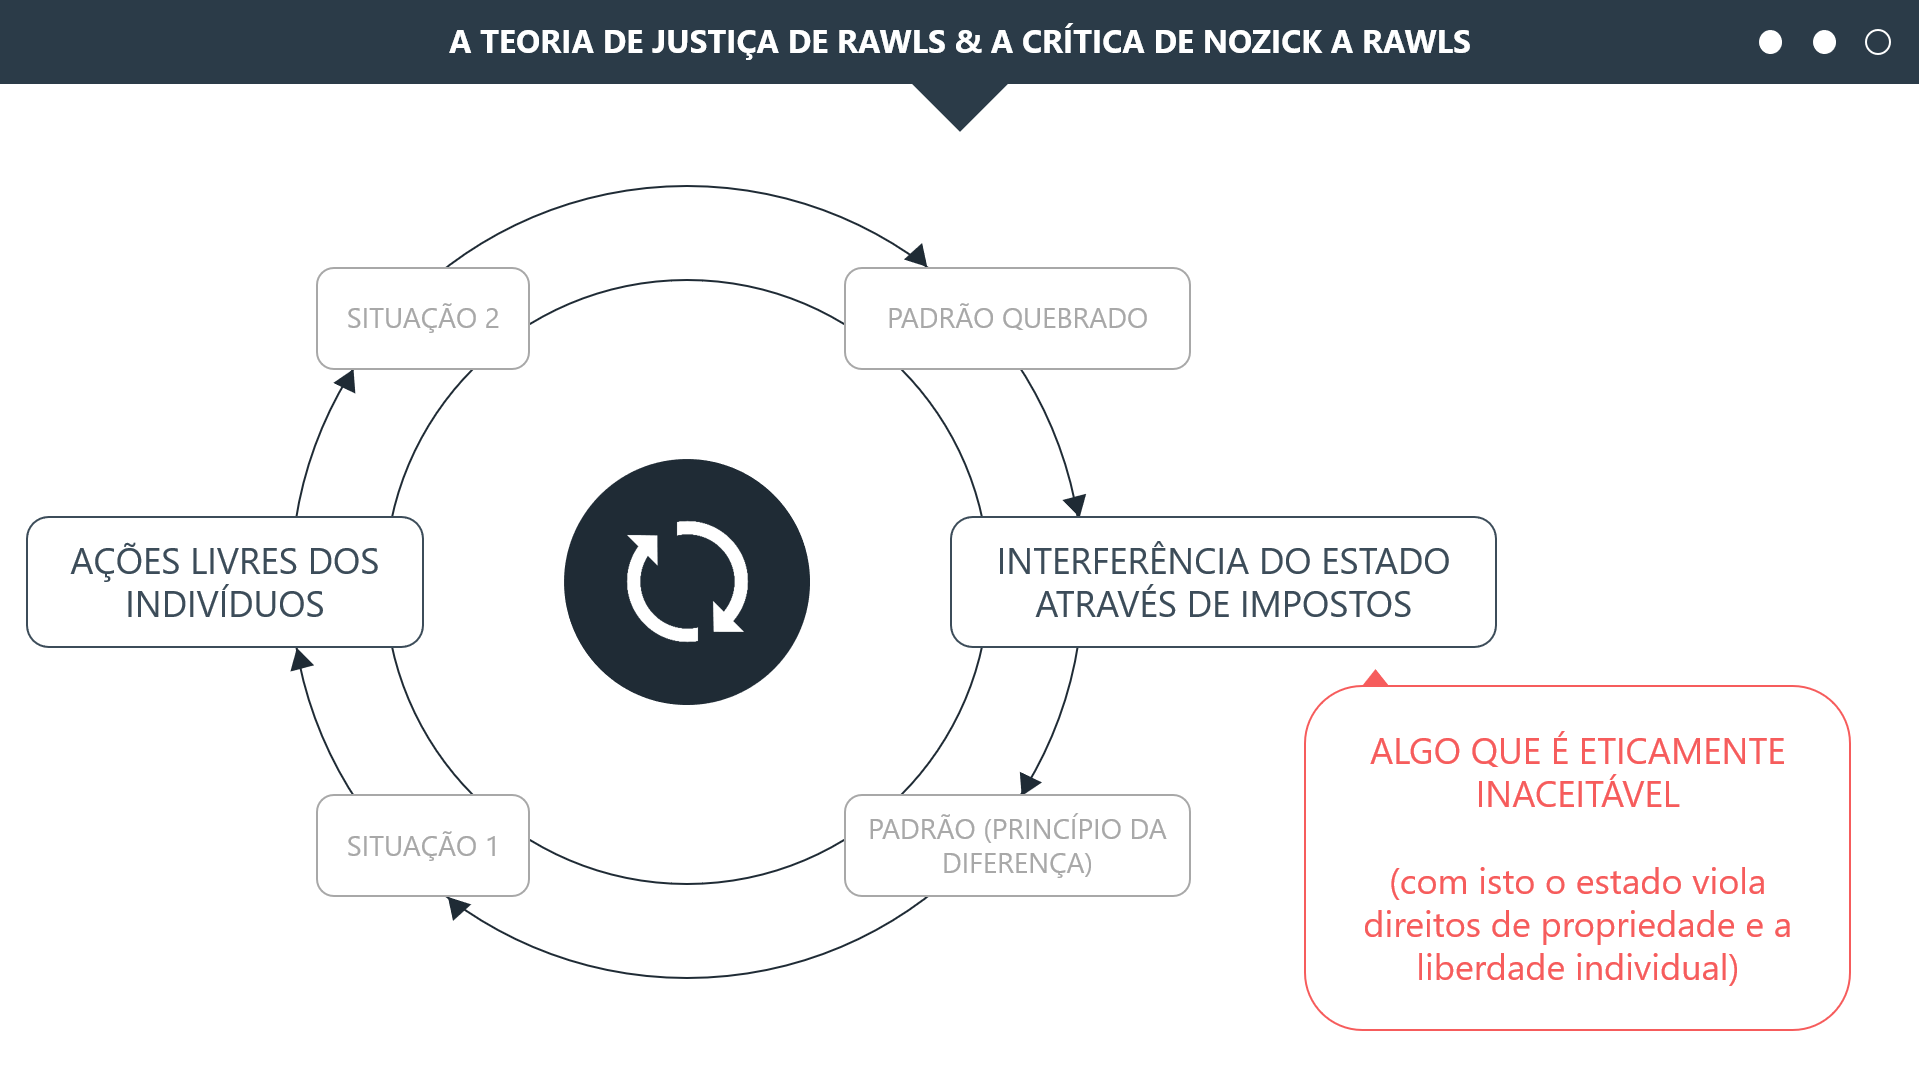 A TEORIA DE JUSTIÇA DE RAWLS & A CRÍTICA DE NOZICK A RAWLS
SITUAÇÃO 2
PADRÃO QUEBRADO
AÇÕES LIVRES DOS
INDIVÍDUOS
INTERFERÊNCIA DO ESTADO
ATRAVÉS DE IMPOSTOS
SITUAÇÃO 1
PADRÃO (PRINCÍPIO DA
DIFERENÇA)
ALGO QUE É ETICAMENTE
INACEITÁVEL
(com isto o estado viola
direitos de propriedade e a
liberdade individual)